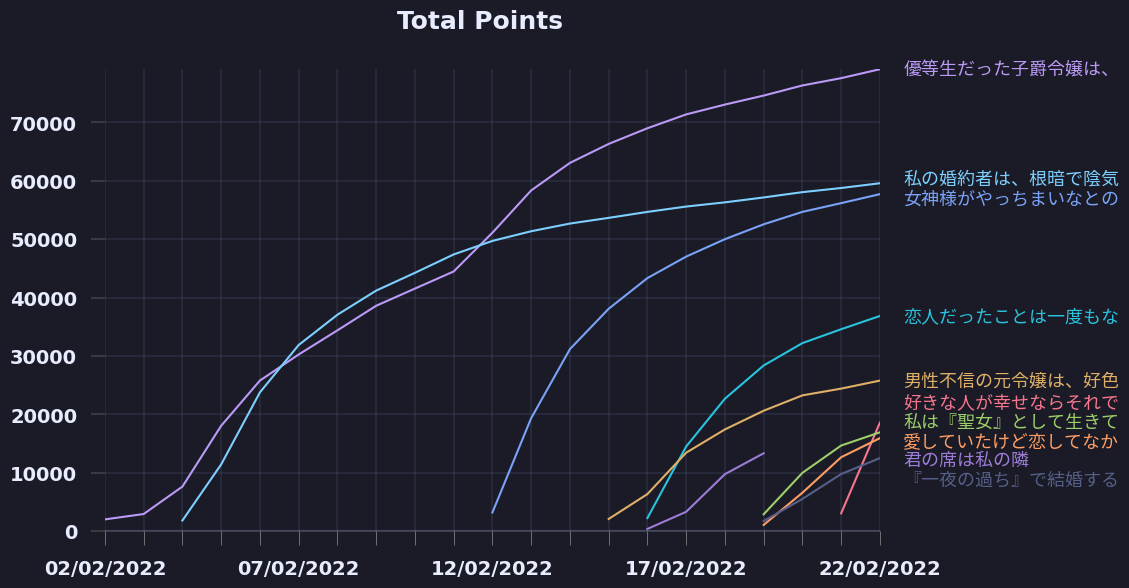 Total Points
優等生だった子爵令嬢は、
70000
60000
私の婚約者は、根暗で陰気
女神様がやっちまいなとの
50000
40000
恋人だったことは一度もな
30000
男性不信の元令嬢は、好色
好きな人が幸せならそれで
20000
私は『聖女』として生きて
愛していたけど恋してなか
君の席は私の隣
10000
『一夜の過ち』で結婚する
0
02/02/2022 07/02/2022 12/02/2022 17/02/2022 22/02/2022